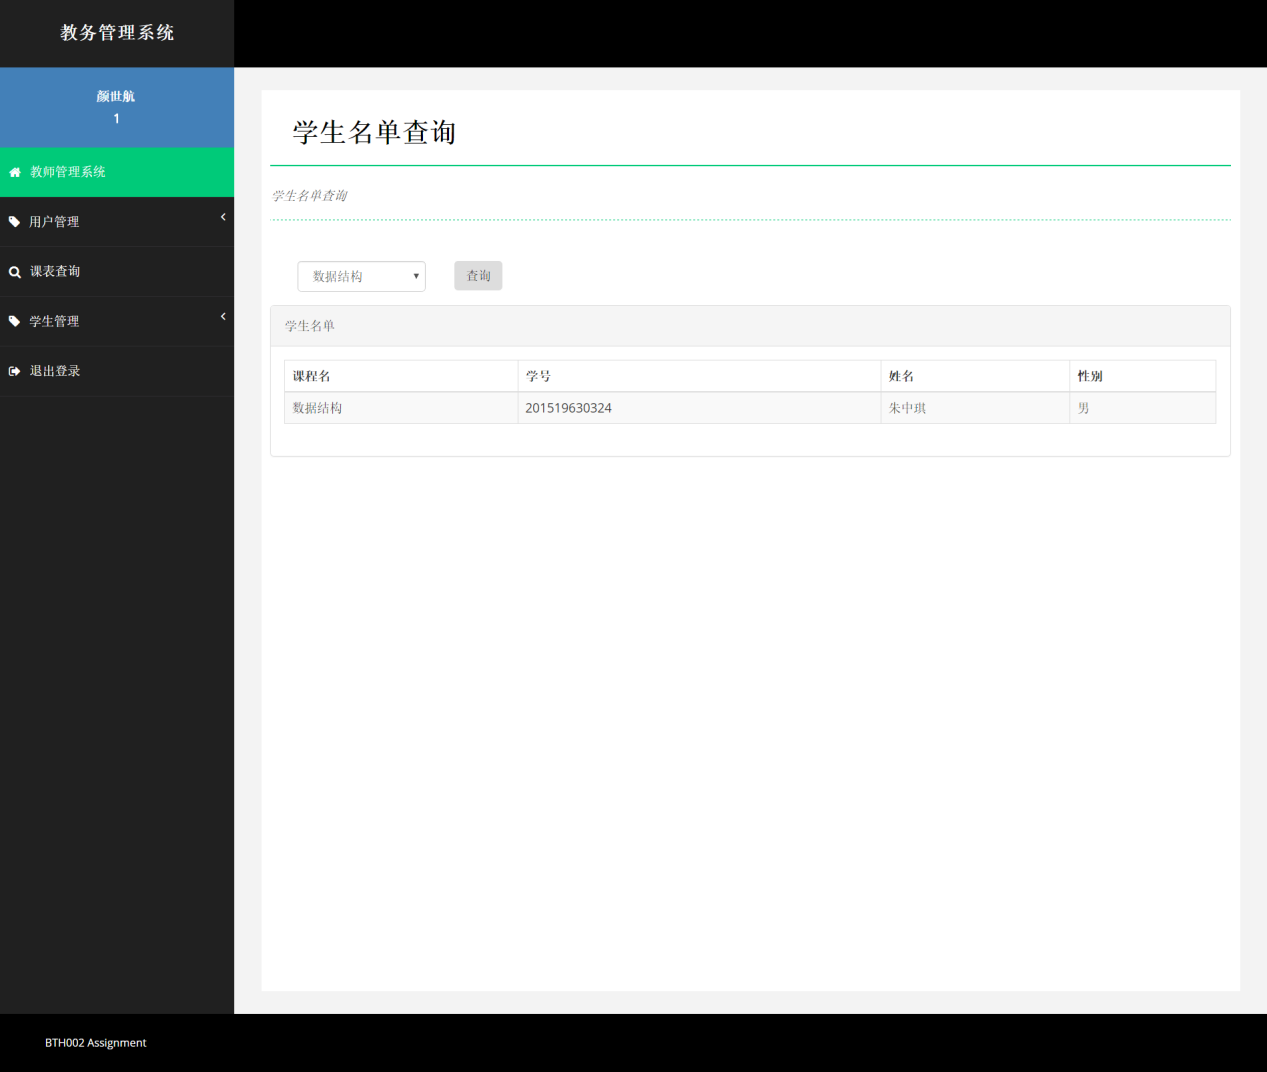 教务管理系统
颜世航
1
教师管理系统
用户管理
课表查询
学生管理
退出登录
学生名单查询
学生名单查询
数据结构 查询
学生名单
课程名 学号 姓名 性别
数据结构 201519630324 朱中琪 男
BTH002 Assignment